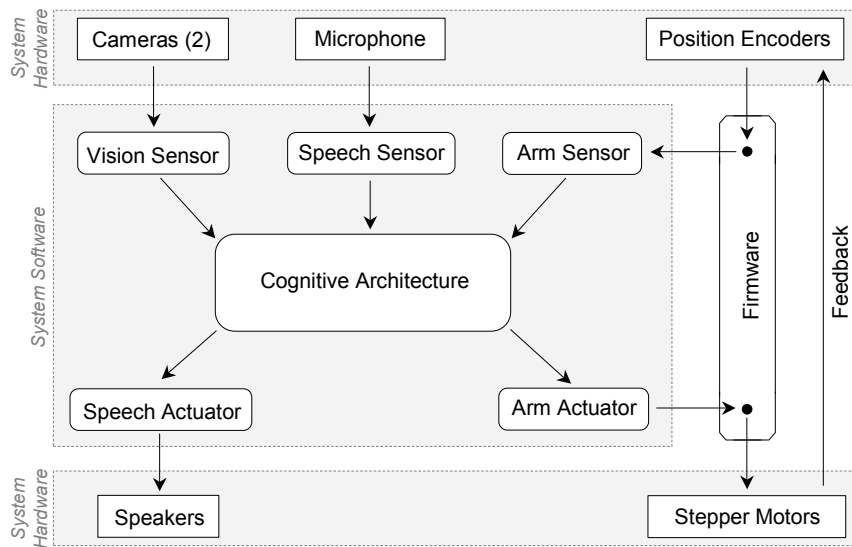 System
Hardware
Cameras (2)
Microphone
Position Encoders
System Software
Vision Sensor
Speech Sensor
Arm Sensor
Cognitive Architecture
Firmware
Feedback
Speech Actuator
Arm Actuator
System
Hardware
Speakers
Stepper Motors